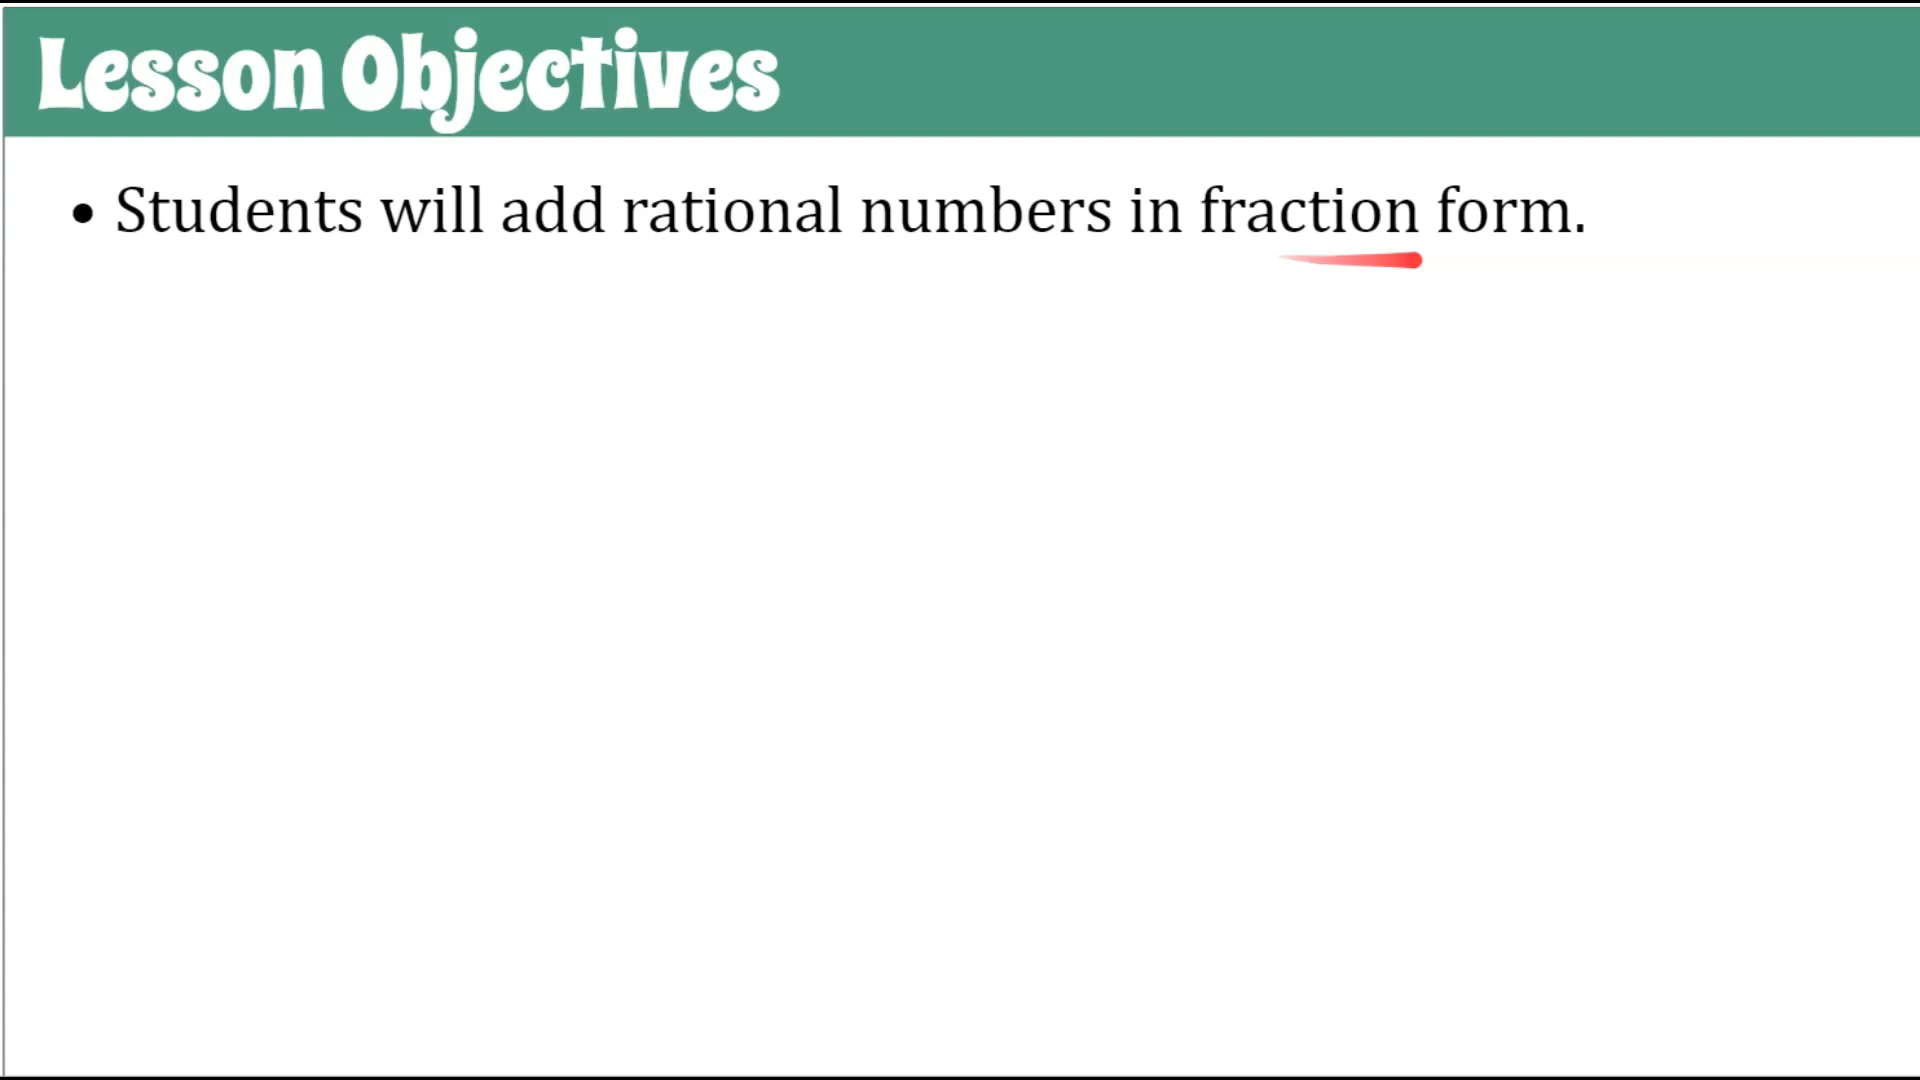 Lesson Objectives
• Students will add rational numbers in fraction form.